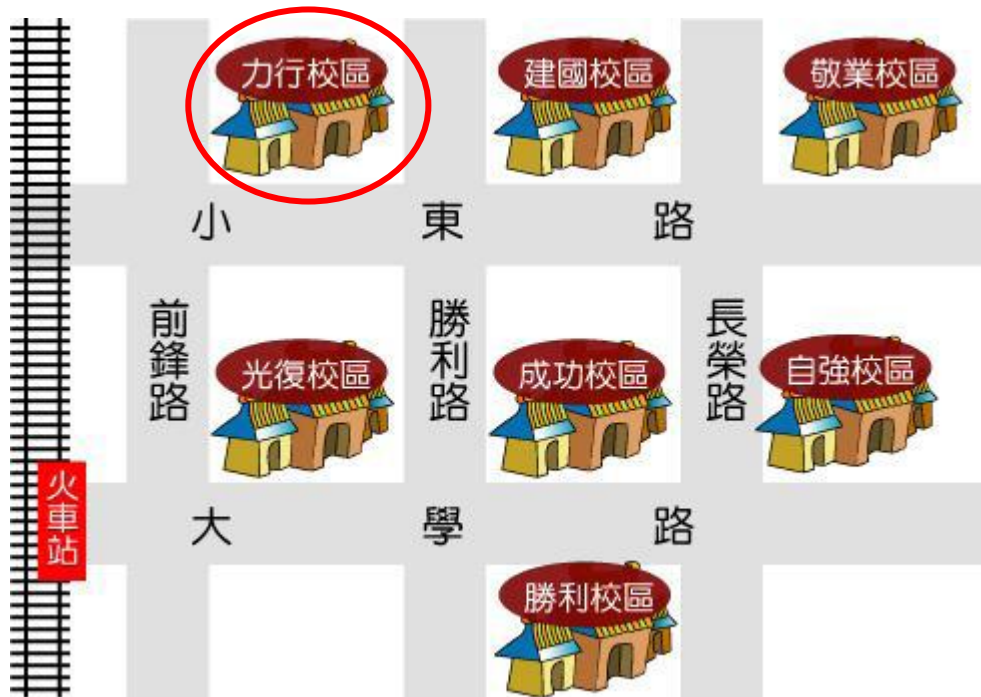 力行校區
建國校區
敬業校區
小東路
前鋒路
勝利路
長榮路
光復校區
成功校區
自強校區
火車站
大學路
勝利校區